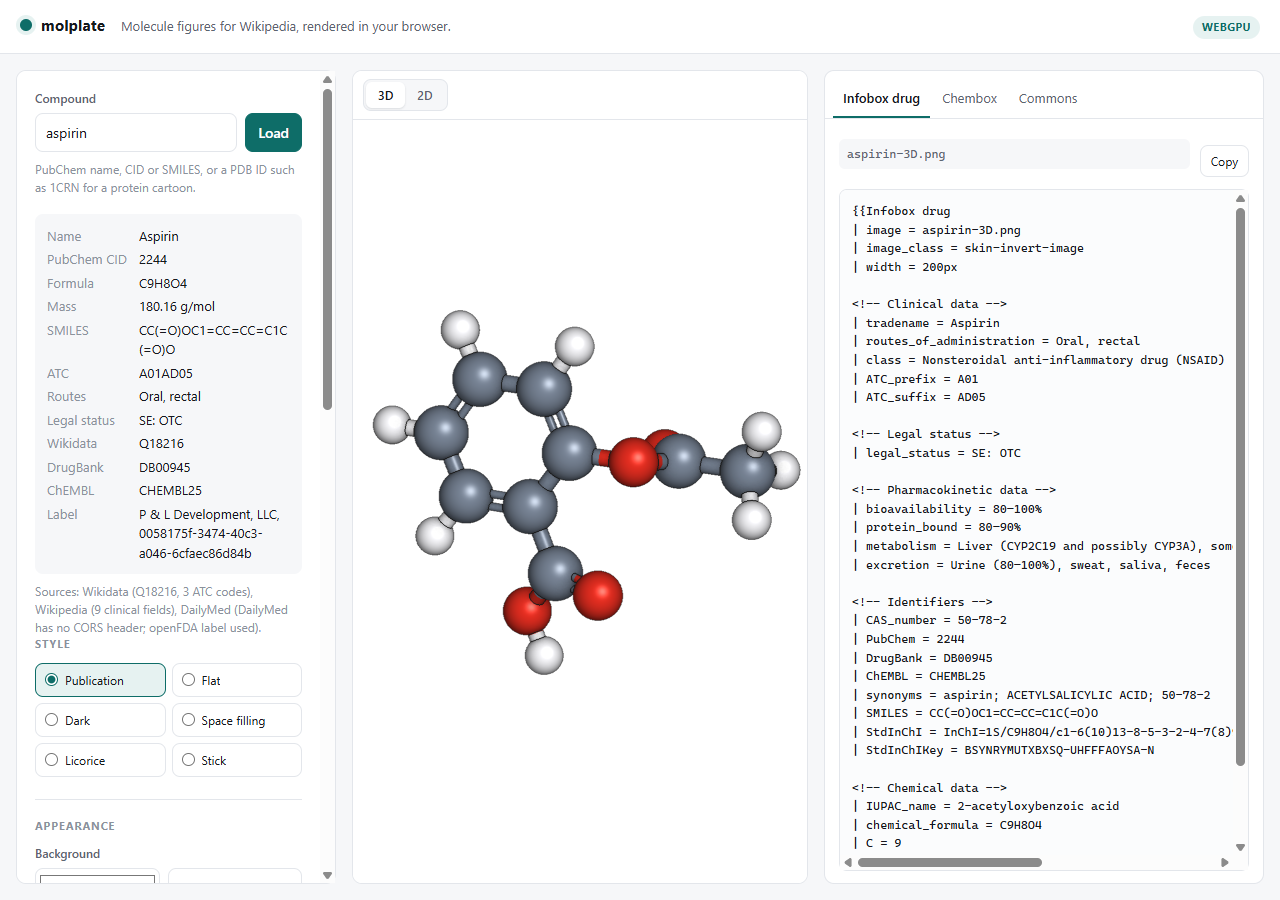 molplate
Molecule figures for Wikipedia, rendered in your browser.
WEBGPU
Compound
aspirin
Load
PubChem name, CID or SMILES, or a PDB ID such
as 1CRN for a protein cartoon.
Name Aspirin
PubChem CID 2244
Formula C9H8O4
Mass 180.16 g/mol
SMILES CC(=O)OC1=CC=CC=C1C
(=O)O
ATC A01AD05
Routes Oral, rectal
Legal status SE: OTC
Wikidata Q18216
DrugBank DB00945
ChEMBL CHEMBL25
Label P & L Development, LLC,
0058175f-3474-40c3-
a046-6cfaec86d84b
Sources: Wikidata (Q18216, 3 ATC codes),
Wikipedia (9 clinical fields), DailyMed (DailyMed
has no CORS header; openFDA label used).
STYLE
Publication
Flat
Dark
Space filling
Licorice
Stick
APPEARANCE
Background
3D
2D
Infobox drug
Chembox
Commons
aspirin-3D.png
Copy
{{Infobox drug
| image = aspirin-3D.png
| image_class = skin-invert-image
| width = 200px
<!-- Clinical data -->
| tradename = Aspirin
| routes_of_administration = Oral, rectal
| class = Nonsteroidal anti-inflammatory drug (NSAID)
| ATC_prefix = A01
| ATC_suffix = AD05
<!-- Legal status -->
| legal_status = SE: OTC
<!-- Pharmacokinetic data -->
| bioavailability = 80–100%
| protein_bound = 80–90%
| metabolism = Liver (CYP2C19 and possibly CYP3A), som
| excretion = Urine (80–100%), sweat, saliva, feces
<!-- Identifiers -->
| CAS_number = 50-78-2
| PubChem = 2244
| DrugBank = DB00945
| ChEMBL = CHEMBL25
| synonyms = aspirin; ACETYLSALICYLIC ACID; 50-78-2
| SMILES = CC(=O)OC1=CC=CC=C1C(=O)O
| StdInChI = InChI=1S/C9H8O4/c1-6(10)13-8-5-3-2-4-7(8)
| StdInChIKey = BSYNRYMUTXBXSQ-UHFFFAOYSA-N
<!-- Chemical data -->
| IUPAC_name = 2-acetyloxybenzoic acid
| chemical_formula = C9H8O4
| C = 9